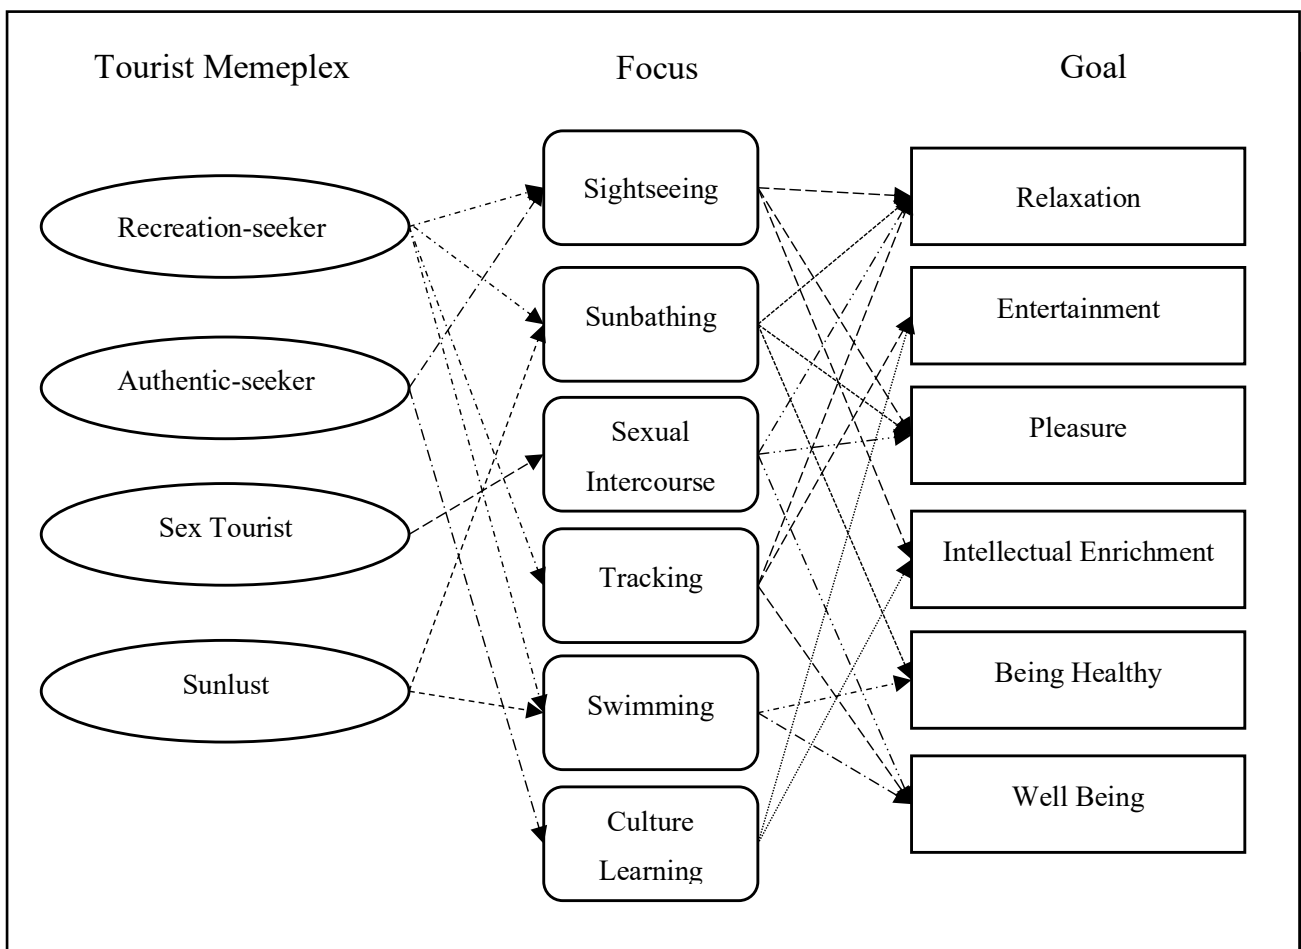 Tourist Memeplex
Focus
Goal
Recreation-seeker
Authentic-seeker
Sex Tourist
Sunlust
Sightseeing
Sunbathing
Sexual
Intercourse
Tracking
Swimming
Culture
Learning
Relaxation
Entertainment
Pleasure
Intellectual Enrichment
Being Healthy
Well Being